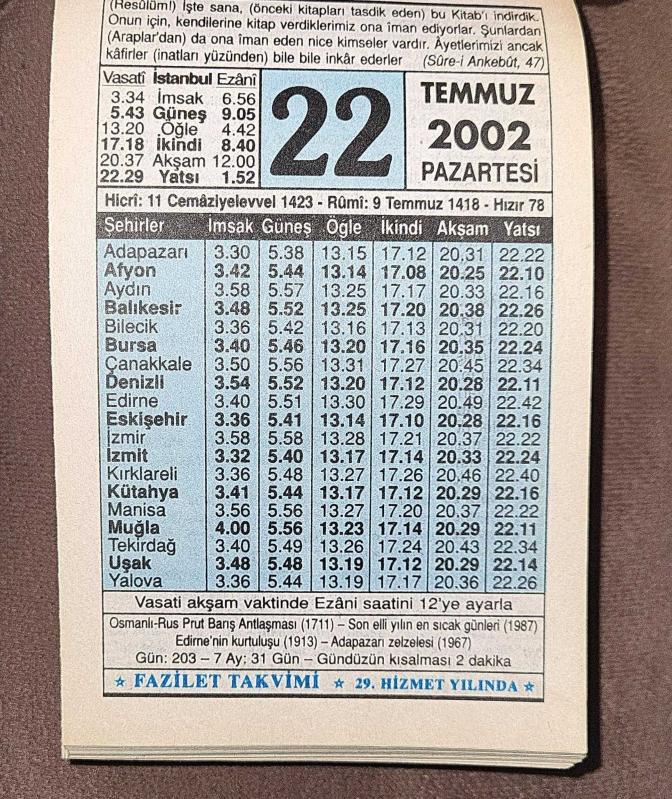 (Resûlüm!) İşte sana, (önceki kitapları tasdik eden) bu Kitab'ı indirdik.
Onun için, kendilerine kitap verdiklerimiz ona îman ediyorlar. Şunlardan
(Araplar'dan) da ona îman eden nice kimseler vardır. Âyetlerimizi ancak
kâfirler (inatları yüzünden) bile bile inkâr ederler (Sûre-i Ankebût, 47)
Vasatî İstanbul Ezânî
3.34 İmsak 6.56
5.43 Güneş 9.05
13.20 Öğle 4.42
17.18 İkindi 8.40
20.37 Akşam 12.00
22.29 Yatsı 1.52
22
TEMMUZ
2002
PAZARTESİ
Hicrî: 11 Cemâziyelevvel 1423 - Rûmî: 9 Temmuz 1418 - Hızır 78
Şehirler İmsak Güneş Öğle İkindi Akşam Yatsı
Adapazarı 3.30 5.38 13.15 17.12 20.31 22.22
Afyon 3.42 5.44 13.14 17.08 20.25 22.10
Aydın 3.58 5.57 13.25 17.17 20.33 22.16
Balıkesir 3.48 5.52 13.25 17.20 20.38 22.26
Bilecik 3.36 5.42 13.16 17.13 20.31 22.20
Bursa 3.40 5.46 13.20 17.16 20.35 22.24
Çanakkale 3.50 5.56 13.31 17.27 20.45 22.34
Denizli 3.54 5.52 13.20 17.12 20.28 22.11
Edirne 3.40 5.51 13.30 17.29 20.49 22.42
Eskişehir 3.36 5.41 13.14 17.10 20.28 22.16
İzmir 3.58 5.58 13.28 17.21 20.37 22.22
İzmit 3.32 5.40 13.17 17.14 20.33 22.24
Kırklareli 3.36 5.48 13.27 17.26 20.46 22.40
Kütahya 3.41 5.44 13.17 17.12 20.29 22.16
Manisa 3.56 5.56 13.27 17.20 20.37 22.22
Muğla 4.00 5.56 13.23 17.14 20.29 22.11
Tekirdağ 3.40 5.49 13.26 17.24 20.43 22.34
Uşak 3.48 5.48 13.19 17.12 20.29 22.14
Yalova 3.36 5.44 13.19 17.17 20.36 22.26
Vasati akşam vaktinde Ezâni saatini 12'ye ayarla
Osmanlı-Rus Prut Barış Antlaşması (1711) – Son elli yılın en sıcak günleri (1987)
Edirne'nin kurtuluşu (1913) – Adapazarı zelzelesi (1967)
Gün: 203 – 7 Ay: 31 Gün – Gündüzün kısalması 2 dakika
☆ FAZİLET TAKVİMİ ☆ 29. HİZMET YILINDA ☆